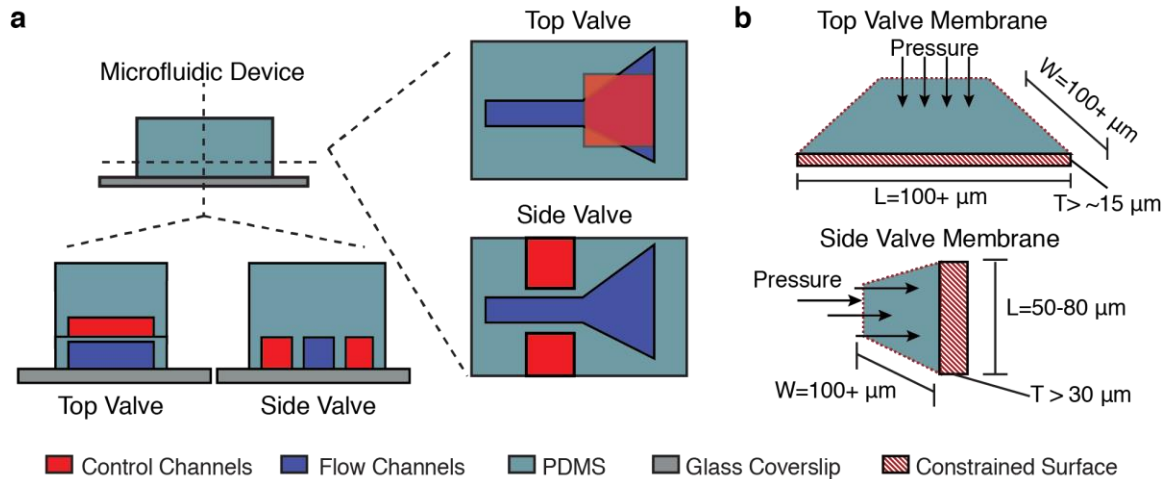 a
Microfluidic Device
Top Valve
Side Valve
Top Valve
Side Valve
b
Top Valve Membrane
Pressure
W=100+ μm
L=100+ μm
T> ~15 μm
Side Valve Membrane
Pressure
L=50-80 μm
W=100+ μm
T > 30 μm
Control Channels
Flow Channels
PDMS
Glass Coverslip
Constrained Surface